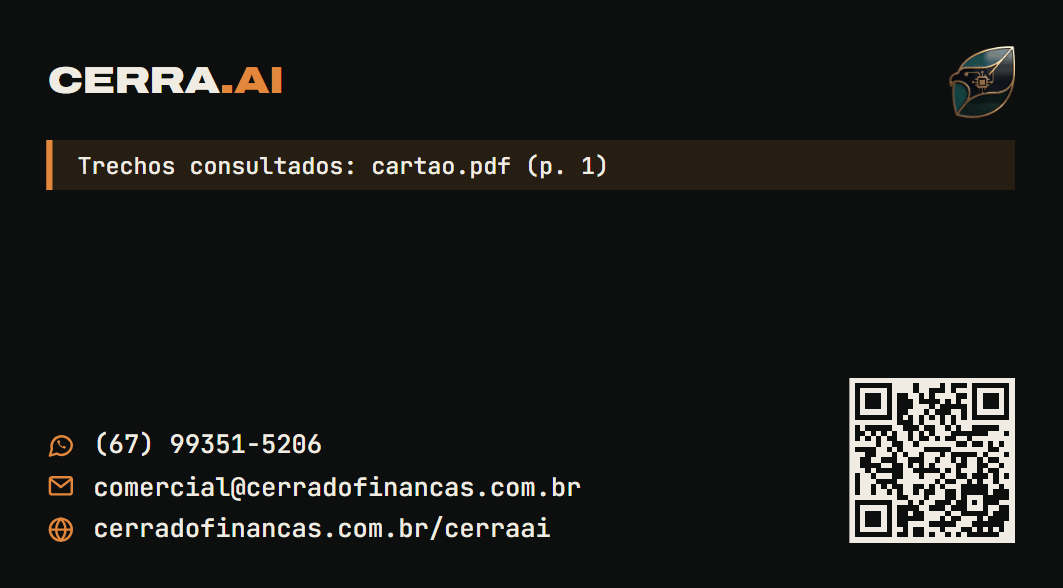 CERRA.AI
Trechos consultados: cartao.pdf (p. 1)
(67) 99351-5206
comercial@cerradofinancas.com.br
cerradofinancas.com.br/cerraai